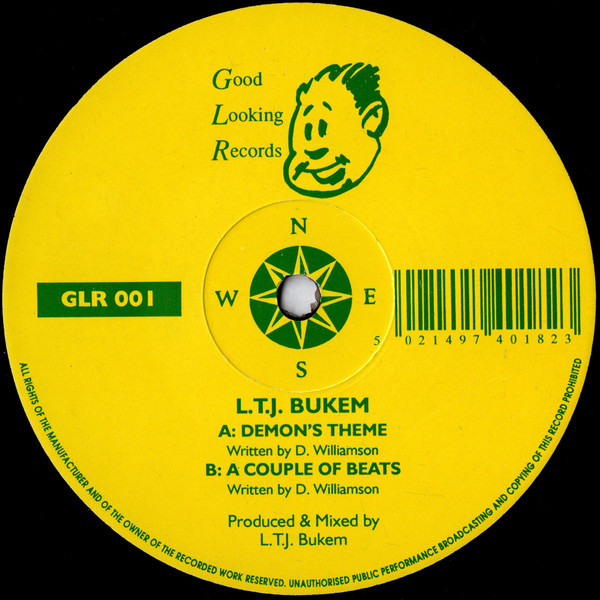 Good
Looking
Records
N
W E
S
GLR 001
5 021497 401823
L.T.J. BUKEM
A: DEMON'S THEME
Written by D. Williamson
B: A COUPLE OF BEATS
Written by D. Williamson
Produced & Mixed by
L.T.J. Bukem
ALL RIGHTS OF THE MANUFACTURER AND OF THE OWNER OF THE RECORDED WORK RESERVED. UNAUTHORISED PUBLIC PERFORMANCE BROADCASTING AND COPYING OF THIS RECORD PROHIBITED